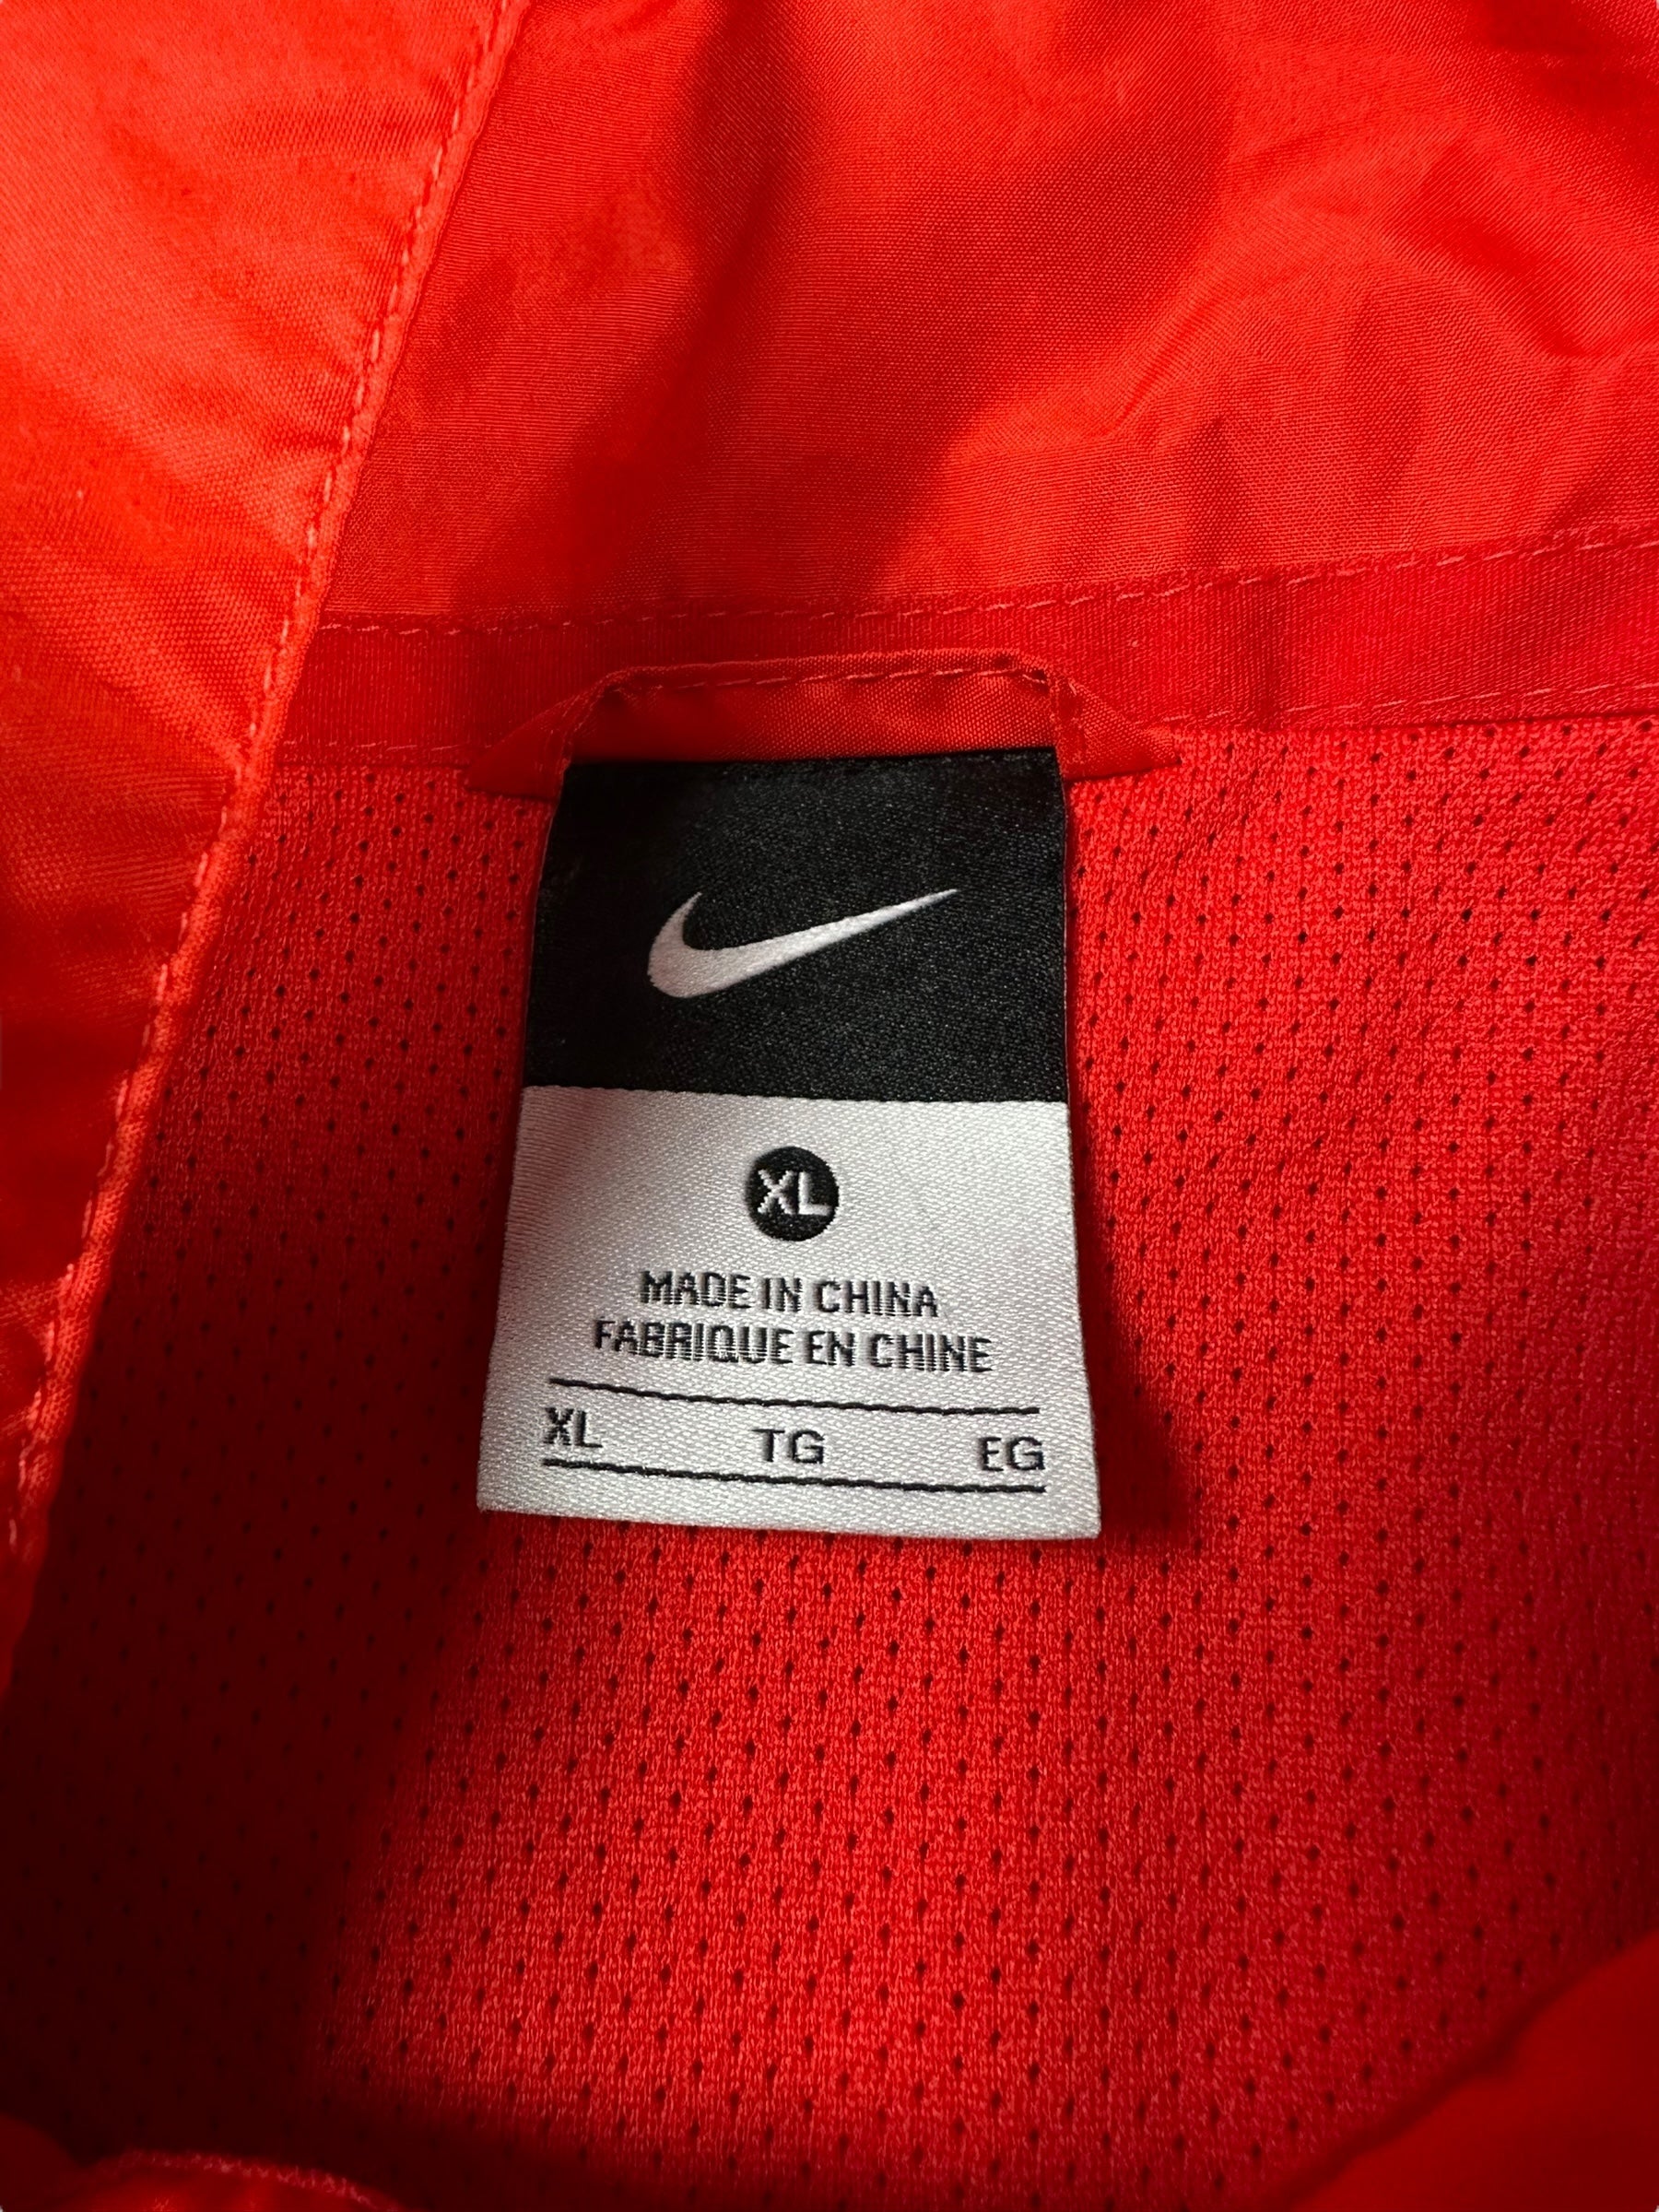 XL
MADE IN CHINA
FABRIQUE EN CHINE
XL TG EG